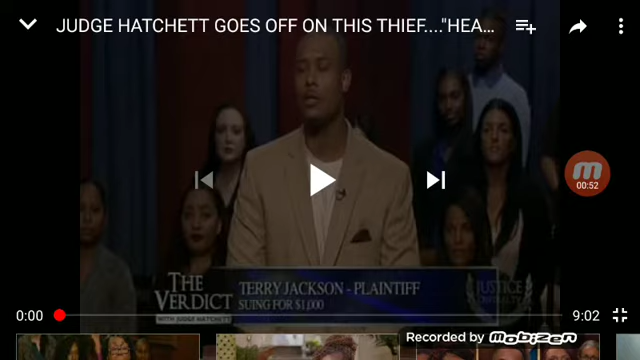 JUDGE HATCHETT GOES OFF ON THIS THIEF...."HEA...
00:52
THE
VERDICT
WITH JUDGE HATCHETT
TERRY JACKSON - PLAINTIFF
SUING FOR $1,000
JUSTICE
0:00
9:02
Recorded by mobizen